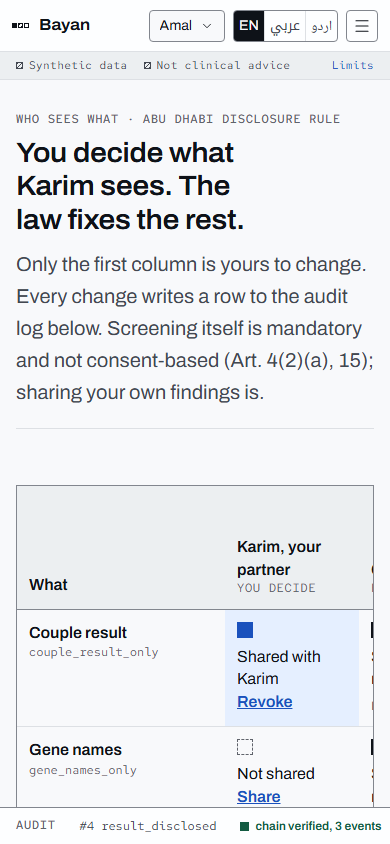 Bayan
Amal
EN عربي اردو
Synthetic data Not clinical advice Limits
WHO SEES WHAT · ABU DHABI DISCLOSURE RULE
You decide what
Karim sees. The
law fixes the rest.
Only the first column is yours to change.
Every change writes a row to the audit
log below. Screening itself is mandatory
and not consent-based (Art. 4(2)(a), 15);
sharing your own findings is.
What
Karim, your
partner
YOU DECIDE
Couple result
couple_result_only
Shared with
Karim
Revoke
Gene names
gene_names_only
Not shared
Share
AUDIT #4 result_disclosed chain verified, 3 events